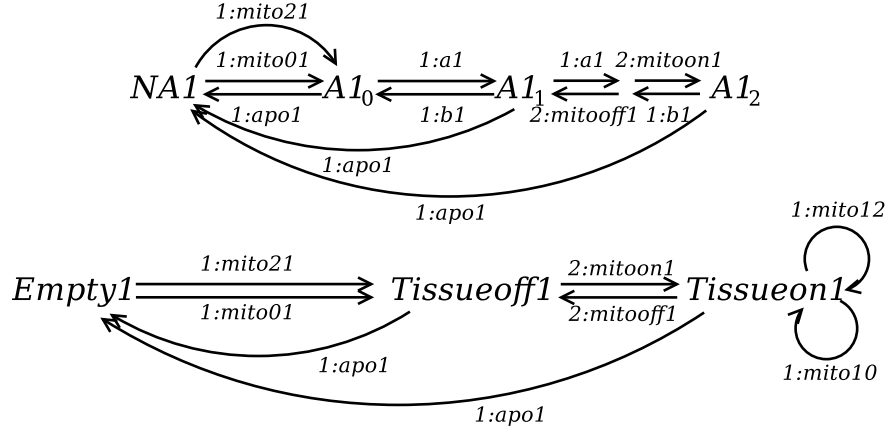 1:mito21
1:mito01 1:a1 1:a1 2:mitoon1
NA1 A1₀ A1₁ A1₂
1:apo1 1:b1 2:mitooff1 1:b1
1:apo1
1:apo1
1:mito12
1:mito21 2:mitoon1
Empty1 Tissueoff1 Tissueon1
1:mito01 2:mitooff1
1:apo1 1:mito10
1:apo1